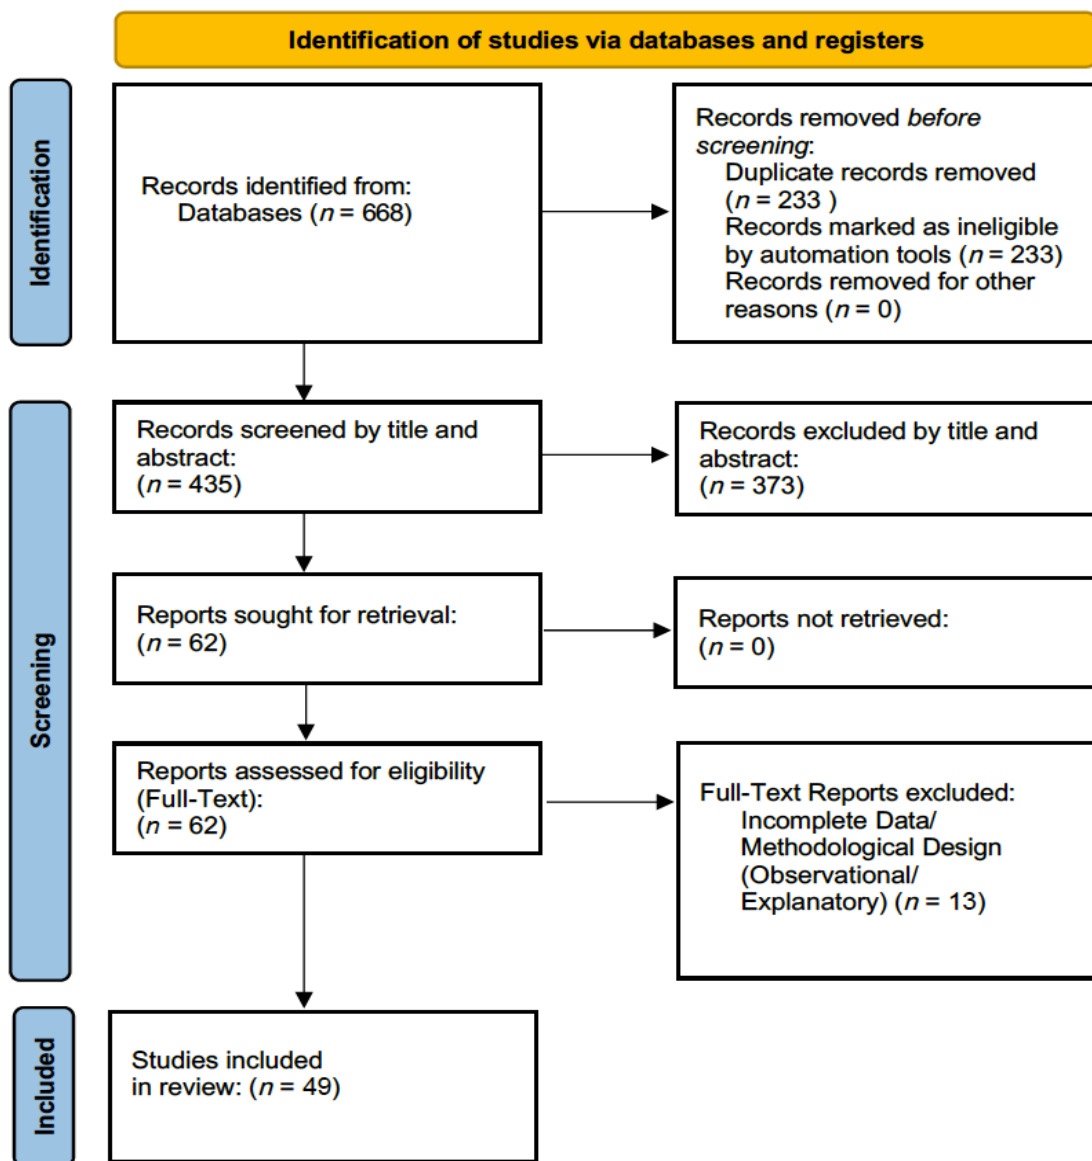 Identification of studies via databases and registers
Identification
Records identified from:
Databases (n = 668)
Records removed before
screening:
Duplicate records removed
(n = 233 )
Records marked as ineligible
by automation tools (n = 233)
Records removed for other
reasons (n = 0)
Screening
Records screened by title and
abstract:
(n = 435)
Records excluded by title and
abstract:
(n = 373)
Reports sought for retrieval:
(n = 62)
Reports not retrieved:
(n = 0)
Reports assessed for eligibility
(Full-Text):
(n = 62)
Full-Text Reports excluded:
Incomplete Data/
Methodological Design
(Observational/
Explanatory) (n = 13)
Included
Studies included
in review: (n = 49)